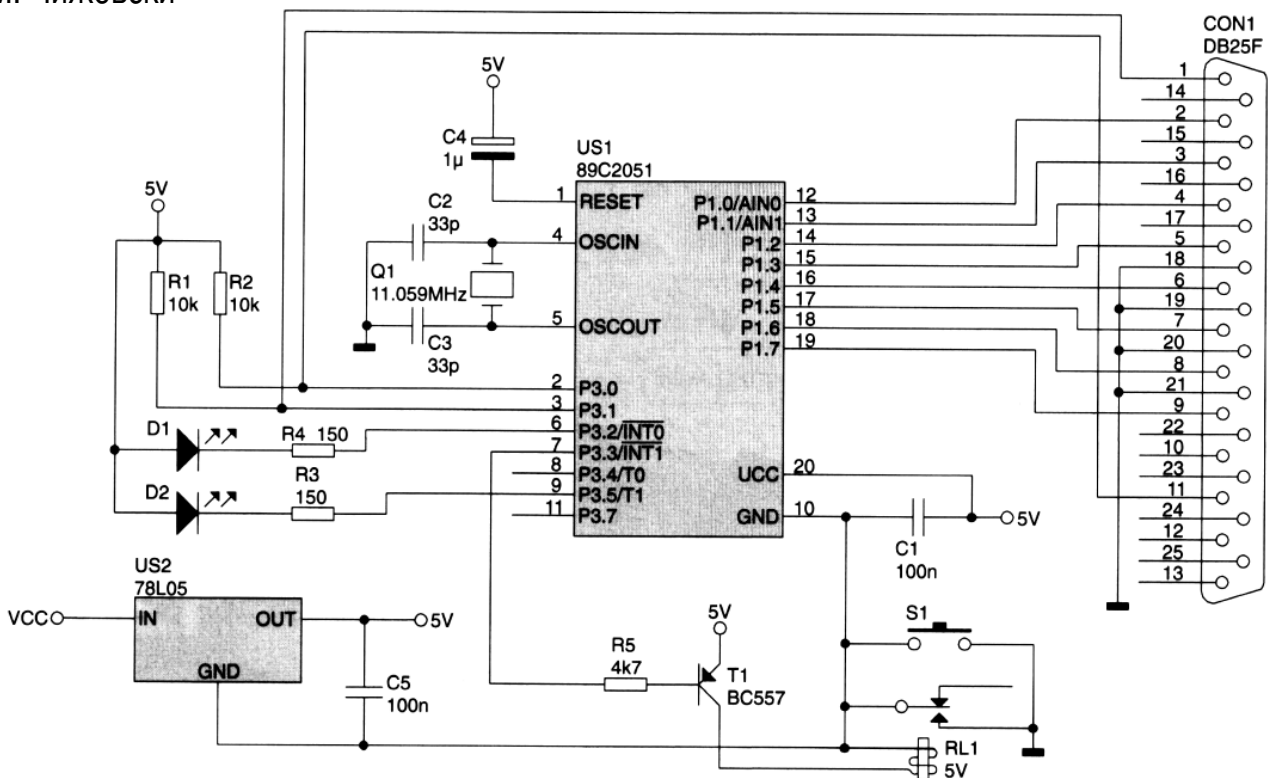 CON1
DB25F
1
14
2
15
3
16
4
17
5
18
6
19
7
20
8
21
9
22
10
23
11
24
12
25
13
5V
C4
1µ
US1
89C2051
1 RESET
4 OSCIN
5 OSCOUT
2 P3.0
3 P3.1
6 P3.2/INT0
7 P3.3/INT1
8 P3.4/T0
9 P3.5/T1
11 P3.7
P1.0/AIN0 12
P1.1/AIN1 13
P1.2 14
P1.3 15
P1.4 16
P1.5 17
P1.6 18
P1.7 19
UCC 20
GND 10
C2
33p
Q1
11.059MHz
C3
33p
5V
R1
10k
R2
10k
D1
R4 150
D2
R3
150
C1
100n
5V
US2
78L05
VCC
IN
OUT
GND
5V
C5
100n
R5
4k7
5V
T1
BC557
S1
RL1
5V